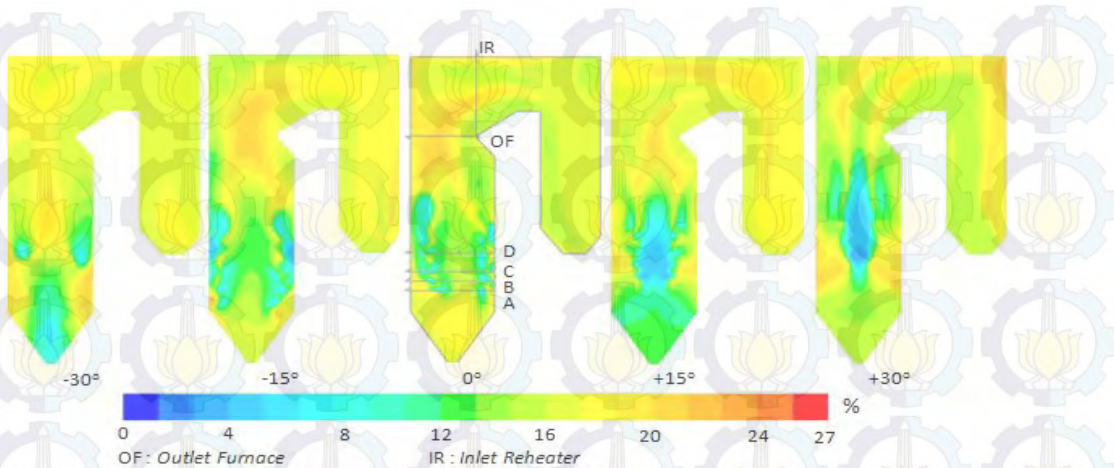 IR
OF
D
C
B
A
-30° -15° 0° +15° +30°
%
0 4 8 12 16 20 24 27
OF : Outlet Furnace IR : Inlet Reheater